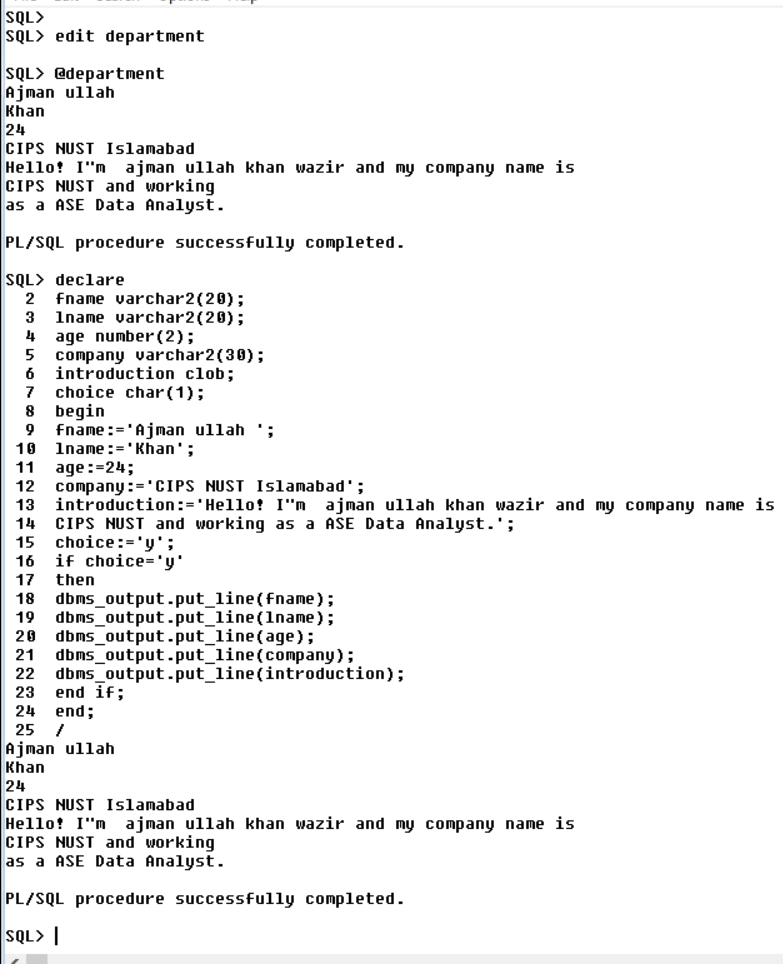 SQL>
SQL> edit department
SQL> @department
Ajman ullah
Khan
24
CIPS NUST Islamabad
Hello! I"m  ajman ullah khan wazir and my company name is
CIPS NUST and working
as a ASE Data Analyst.
PL/SQL procedure successfully completed.
SQL> declare
  2  fname varchar2(20);
  3  lname varchar2(20);
  4  age number(2);
  5  company varchar2(30);
  6  introduction clob;
  7  choice char(1);
  8  begin
  9  fname:='Ajman ullah ';
 10  lname:='Khan';
 11  age:=24;
 12  company:='CIPS NUST Islamabad';
 13  introduction:='Hello! I"m  ajman ullah khan wazir and my company name is
 14  CIPS NUST and working as a ASE Data Analyst.';
 15  choice:='y';
 16  if choice='y'
 17  then
 18  dbms_output.put_line(fname);
 19  dbms_output.put_line(lname);
 20  dbms_output.put_line(age);
 21  dbms_output.put_line(company);
 22  dbms_output.put_line(introduction);
 23  end if;
 24  end;
 25  /
Ajman ullah
Khan
24
CIPS NUST Islamabad
Hello! I"m  ajman ullah khan wazir and my company name is
CIPS NUST and working
as a ASE Data Analyst.
PL/SQL procedure successfully completed.
SQL>